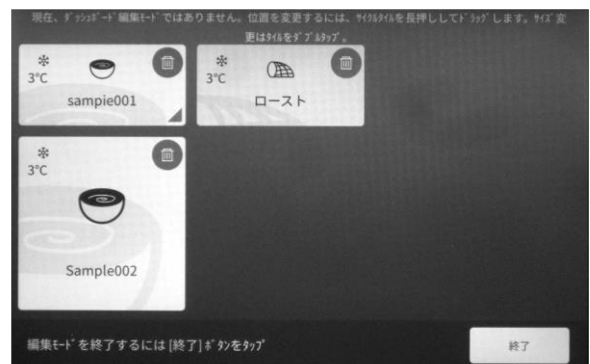 現在、ﾀﾞｯｼｭﾎﾞｰﾄﾞ編集ﾓｰﾄﾞではありません。位置を変更するには、ｻｲｸﾙﾀｲﾙを長押ししてﾄﾞﾗｯｸﾞします。ｻｲｽﾞ変
更はﾀｲﾙをﾀﾞﾌﾞﾙﾀｯﾌﾟ。
3°C
sampie001
3°C
ロースト
3°C
Sample002
編集ﾓｰﾄﾞを終了するには [終了] ﾎﾞﾀﾝをﾀｯﾌﾟ
終了